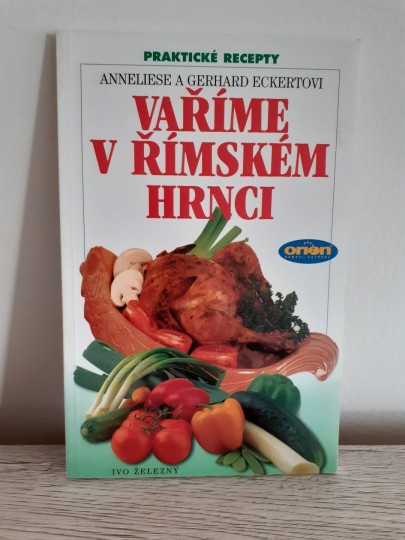 PRAKTICKÉ RECEPTY
ANNELIESE A GERHARD ECKERTOVI
VAŘÍME
V ŘÍMSKÉM
HRNCI
orion
IVO ŽELEZNÝ